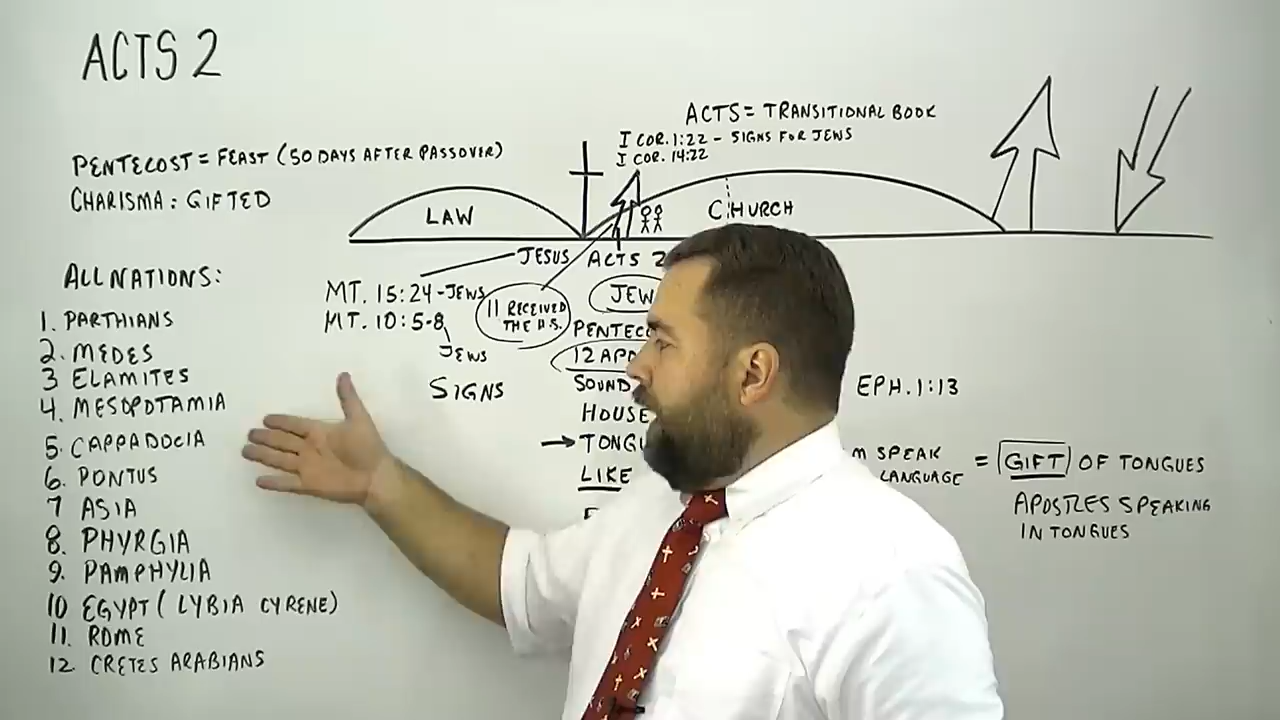 ACTS 2
ACTS = TRANSITIONAL BOOK
I COR. 1:22 - SIGNS FOR JEWS
I COR. 14:22
PENTECOST = FEAST (50 DAYS AFTER PASSOVER)
CHARISMA: GIFTED
LAW
CHURCH
JESUS
ACTS 2
ALL NATIONS:
1. PARTHIANS
2. MEDES
3 ELAMITES
4. MESOPOTAMIA
5. CAPPADOCIA
6. PONTUS
7 ASIA
8. PHYRGIA
9. PAMPHYLIA
10 EGYPT ( LYBIA CYRENE)
11. ROME
12. CRETES ARABIANS
MT. 15:24 - JEWS
MT. 10:5-8
JEWS
SIGNS
11 RECEIVED
THE H.S.
JEW
PENTEC
12 AP
SOUND
HOUSE
TONGU
LIKE
EPH. 1:13
M SPEAK
LANGUAGE
= GIFT OF TONGUES
APOSTLES SPEAKING
IN TONGUES